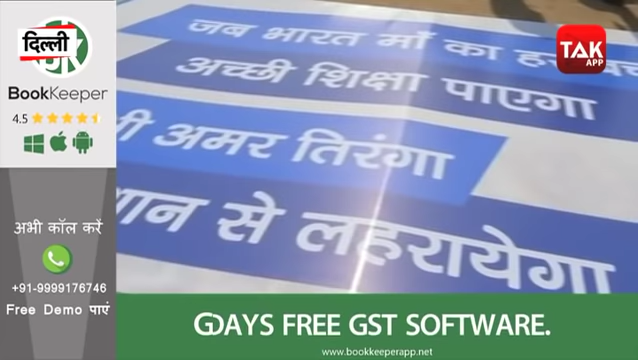 दिल्ली
BookKeeper
4.5
अभी कॉल करें
+91-9999176746
Free Demo पाएं
जब भारत माँ का हर
अच्छी शिक्षा पाएगा
अमर तिरंगा
से लहरायेगा
TAK
APP
DAYS FREE GST SOFTWARE.
www.bookkeeperapp.net